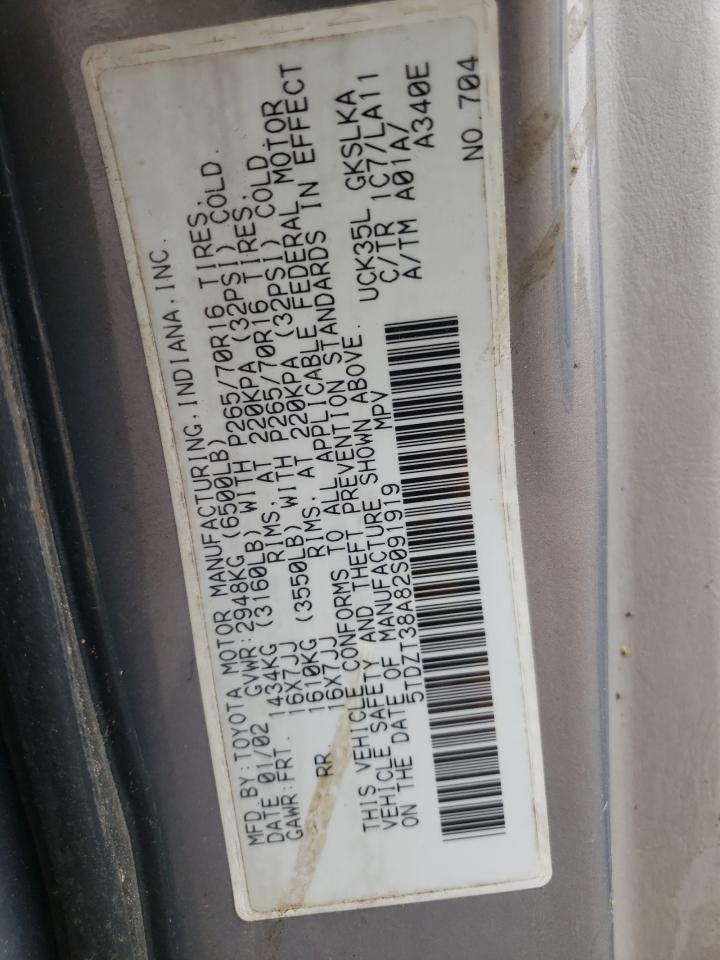 MFD. BY: TOYOTA MOTOR MANUFACTURING, INDIANA, INC.
DATE 01/02 GVWR: 2948KG (6500LB)
GAWR: FRT. 1434KG (3160LB) WITH P265/70R16 TIRES.
16X7JJ RIMS. AT 220KPA (32PSI) COLD.
RR. 1610KG (3550LB) WITH P265/70R16 TIRES.
16X7JJ RIMS. AT 220KPA (32PSI) COLD.
THIS VEHICLE CONFORMS TO ALL APPLICABLE FEDERAL MOTOR
VEHICLE SAFETY AND THEFT PREVENTION STANDARDS IN EFFECT
ON THE DATE OF MANUFACTURE SHOWN ABOVE.
5TDZT38A82S091919 MPV
UCK35L GKSLKA
C/TR 1C7/LA11
A/TM A01A/
A340E
NO.704